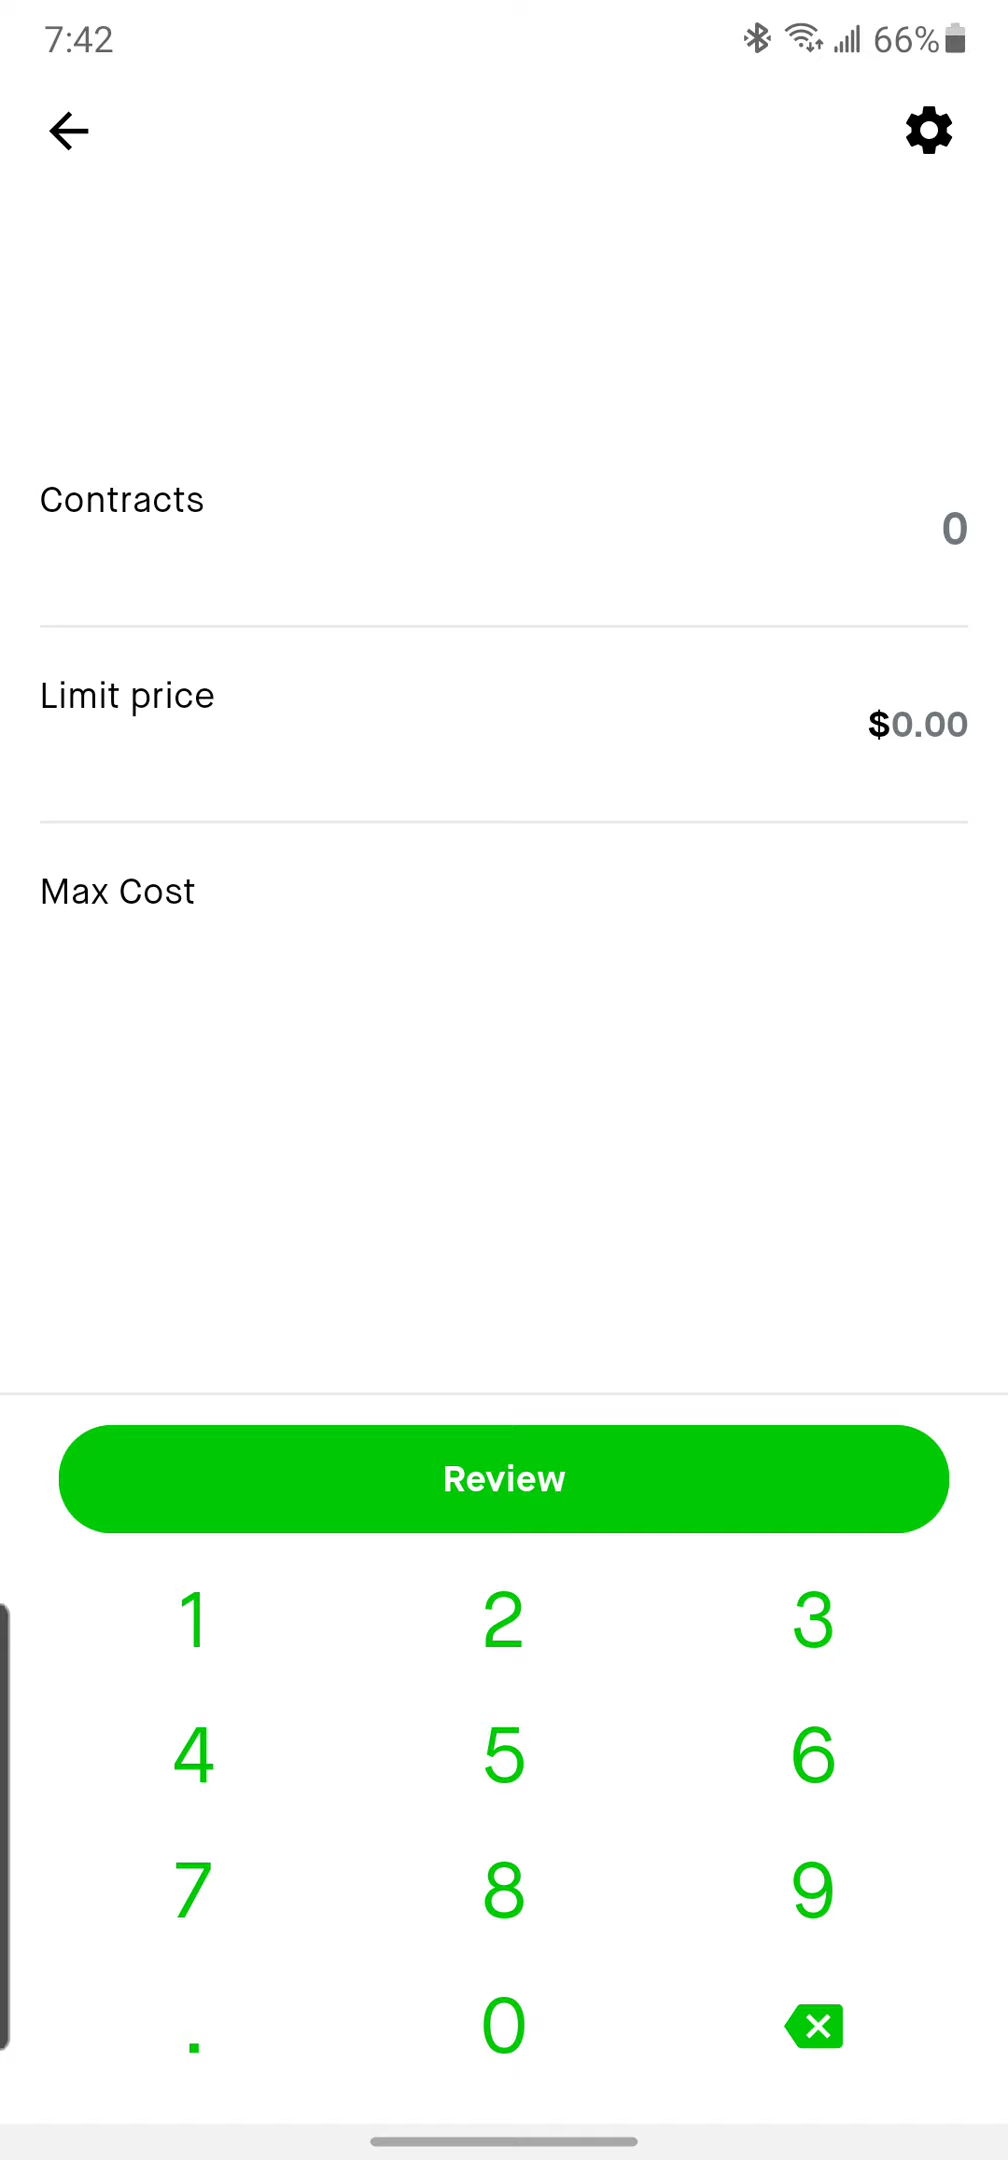 7:42
66%
Contracts
0
Limit price
$0.00
Max Cost
Review
1 2 3
4 5 6
7 8 9
. 0